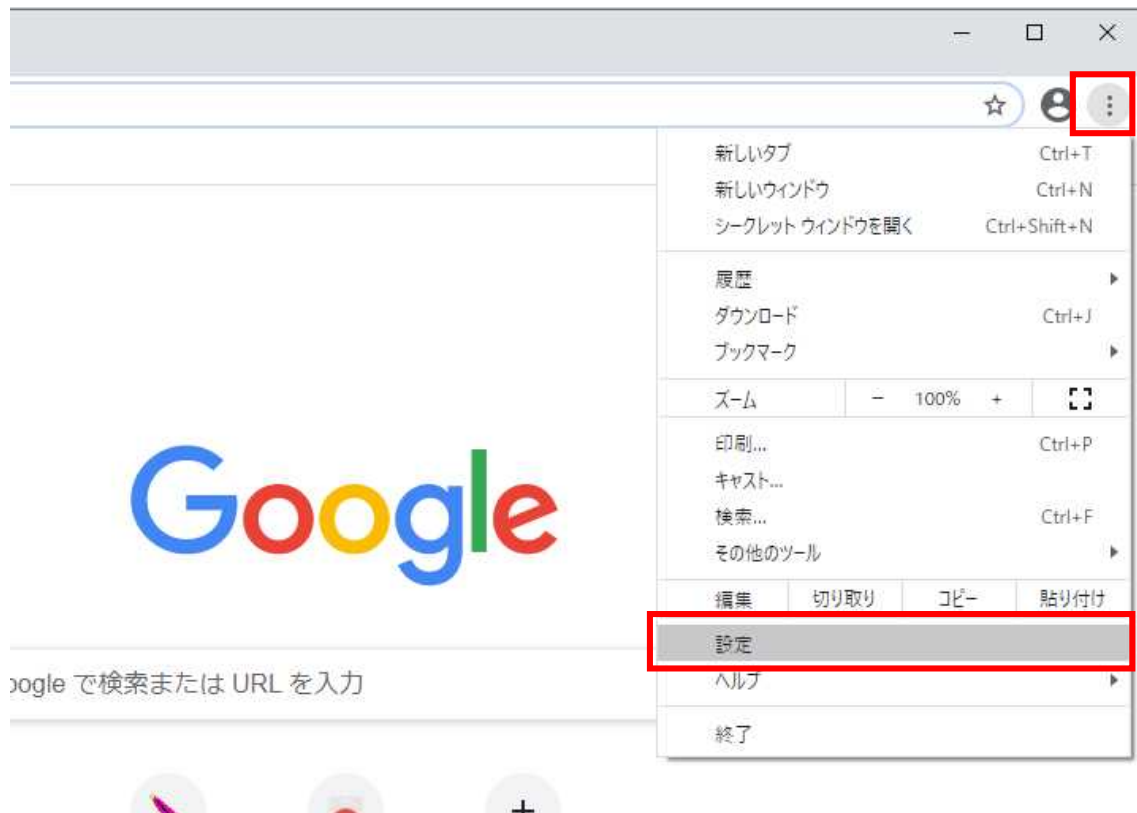 新しいタブ Ctrl+T
新しいウィンドウ Ctrl+N
シークレット ウィンドウを開く Ctrl+Shift+N
履歴
ダウンロード Ctrl+J
ブックマーク
ズーム - 100% +
印刷... Ctrl+P
キャスト...
検索... Ctrl+F
その他のツール
編集 切り取り コピー 貼り付け
設定
ヘルプ
終了
Google
oogle で検索または URL を入力